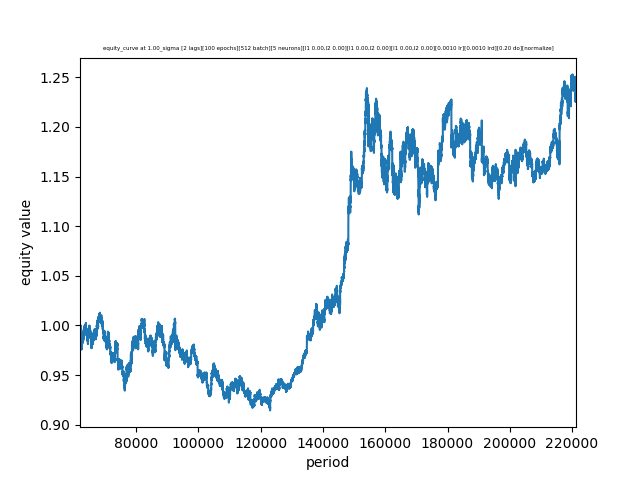 equity_curve at 1.00_sigma [2 lags][100 epochs][512 batch][5 neurons][l1 0.00,l2 0.00][l1 0.00,l2 0.00][l1 0.00,l2 0.00][0.0010 lr][0.0010 lrd][0.20 do][normalize]
1.25
1.20
1.15
1.10
1.05
1.00
0.95
0.90
equity value
80000 100000 120000 140000 160000 180000 200000 220000
period